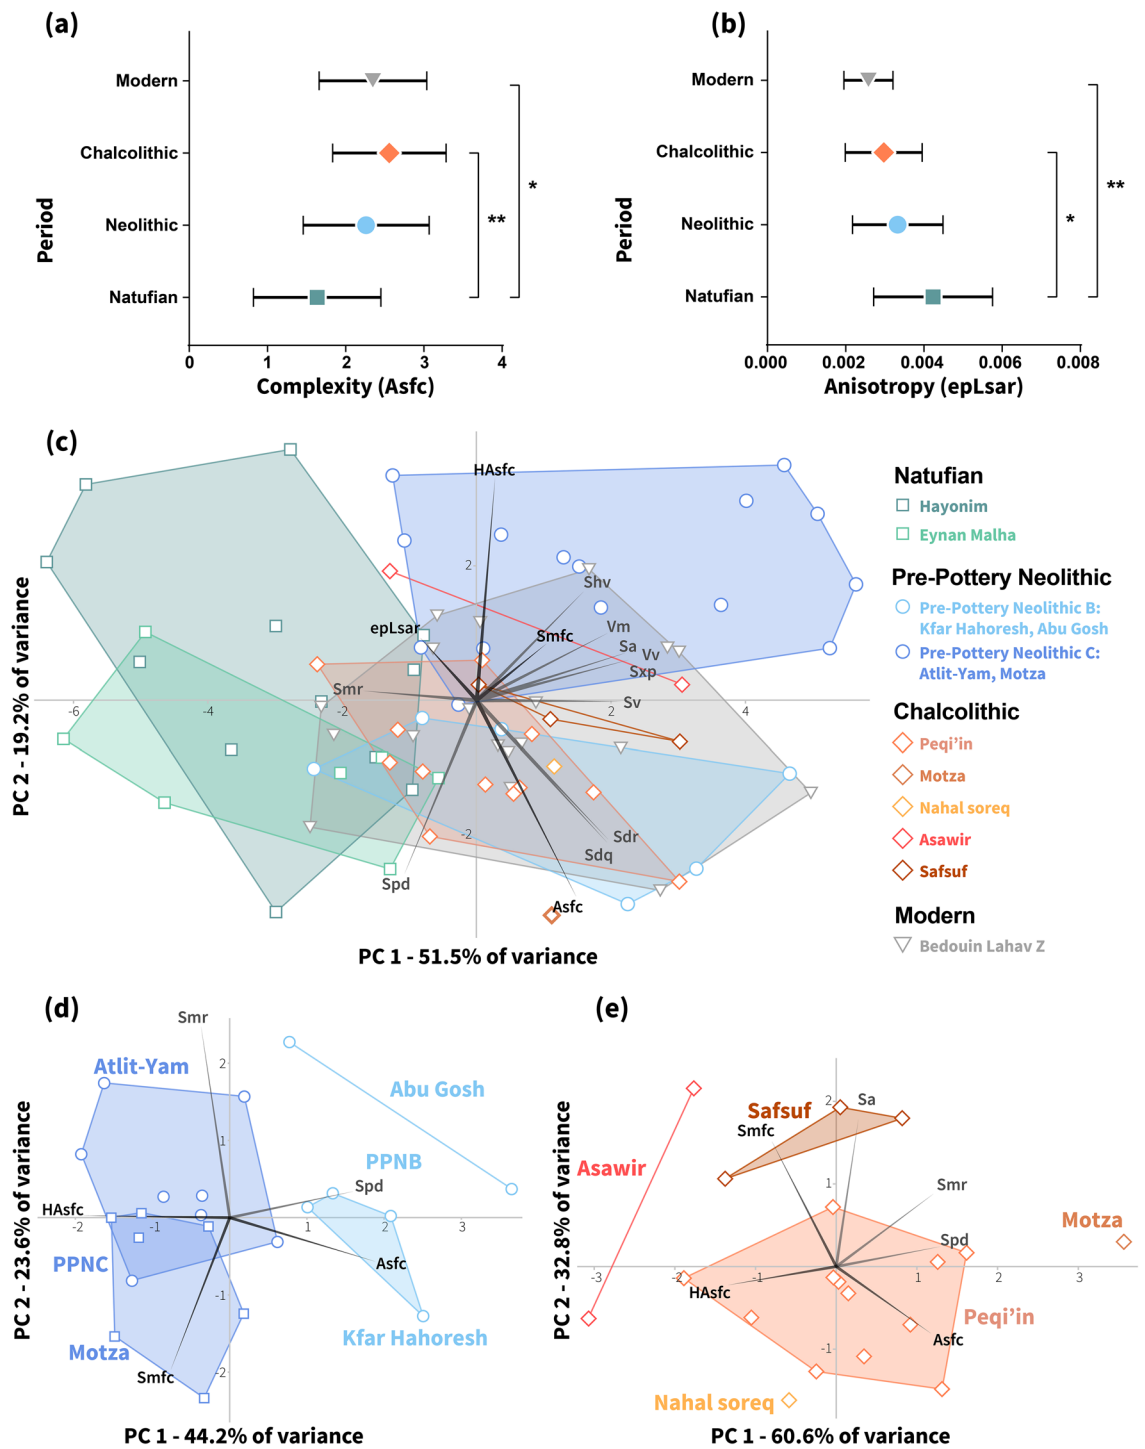 (a)
Modern
Chalcolithic
Neolithic
Natufian
Period
*
**
0 1 2 3 4
Complexity (Asfc)
(b)
Modern
Chalcolithic
Neolithic
Natufian
Period
**
*
0.000 0.002 0.004 0.006 0.008
Anisotropy (epLsar)
(c)
HAsfc
2
Shv
epLsar
Smfc
Vm
Sa
Vv
Sxp
Smr
Sv
-6 -4 -2 2 4
-2
Sdr
Sdq
Spd
Asfc
PC 2 - 19.2% of variance
PC 1 - 51.5% of variance
Natufian
Hayonim
Eynan Malha
Pre-Pottery Neolithic
Pre-Pottery Neolithic B:
Kfar Hahoresh, Abu Gosh
Pre-Pottery Neolithic C:
Atlit-Yam, Motza
Chalcolithic
Peqi’in
Motza
Nahal soreq
Asawir
Safsuf
Modern
Bedouin Lahav Z
(d)
Smr
Atlit-Yam
2
Abu Gosh
1
PPNB
Spd
HAsfc
-2 -1 1 2 3
PPNC
Asfc
-1
Kfar Hahoresh
Motza
Smfc
-2
PC 2 - 23.6% of variance
PC 1 - 44.2% of variance
(e)
2
Sa
Safsuf
Smfc
Asawir
1
Smr
Motza
Spd
-3 -2 -1 1 2 3
HAsfc
Peqi’in
Asfc
-1
Nahal soreq
PC 2 - 32.8% of variance
PC 1 - 60.6% of variance